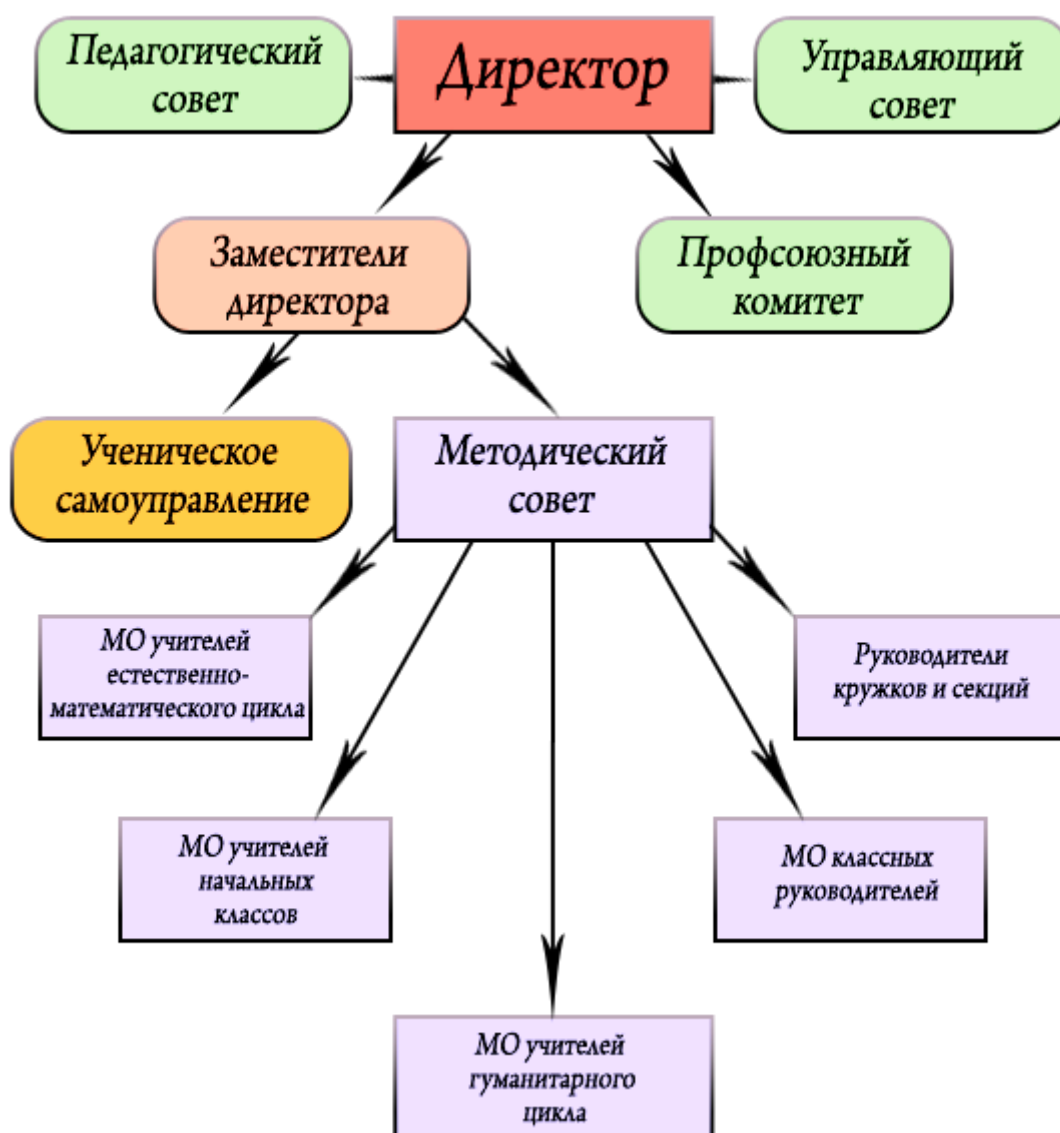 Педагогический
совет
Директор
Управляющий
совет
Заместители
директора
Профсоюзный
комитет
Ученическое
самоуправление
Методический
совет
МО учителей
естественно-
математического цикла
Руководители
кружков и секций
МО учителей
начальных
классов
МО классных
руководителей
МО учителей
гуманитарного
цикла